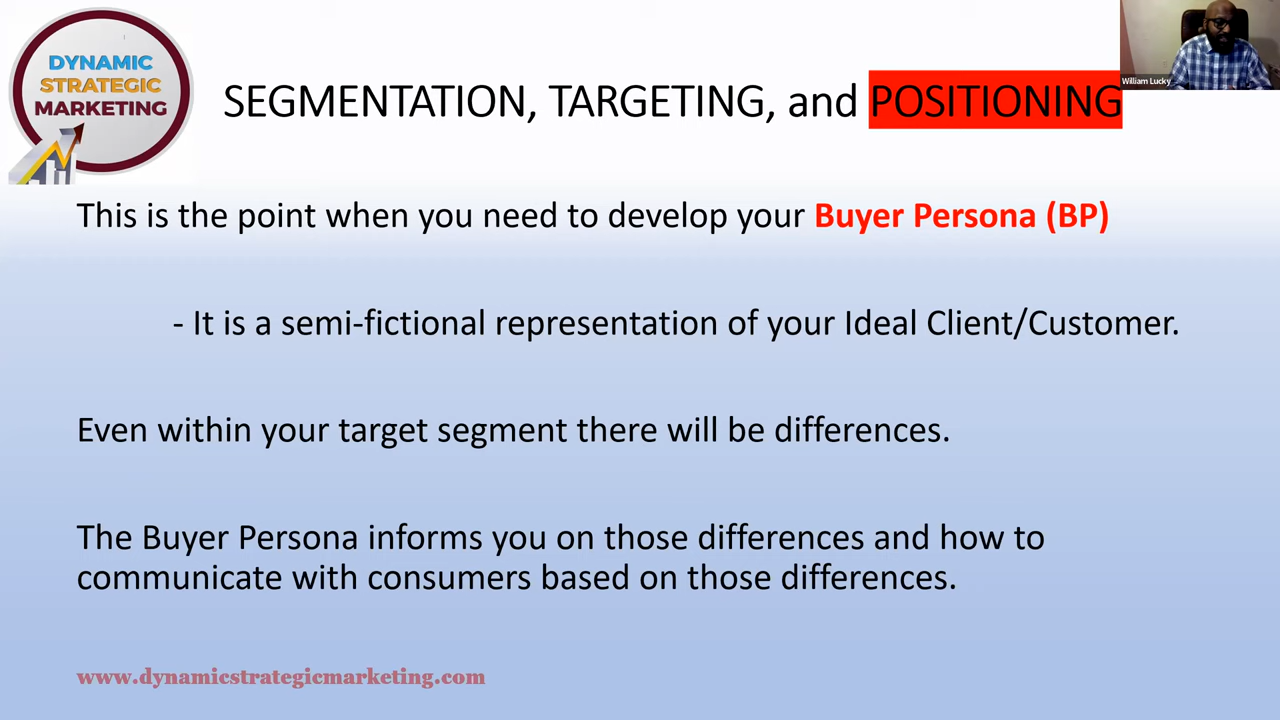 DYNAMIC
STRATEGIC
MARKETING
SEGMENTATION, TARGETING, and POSITIONING
William Lucky
This is the point when you need to develop your Buyer Persona (BP)
- It is a semi-fictional representation of your Ideal Client/Customer.
Even within your target segment there will be differences.
The Buyer Persona informs you on those differences and how to
communicate with consumers based on those differences.
www.dynamicstrategicmarketing.com